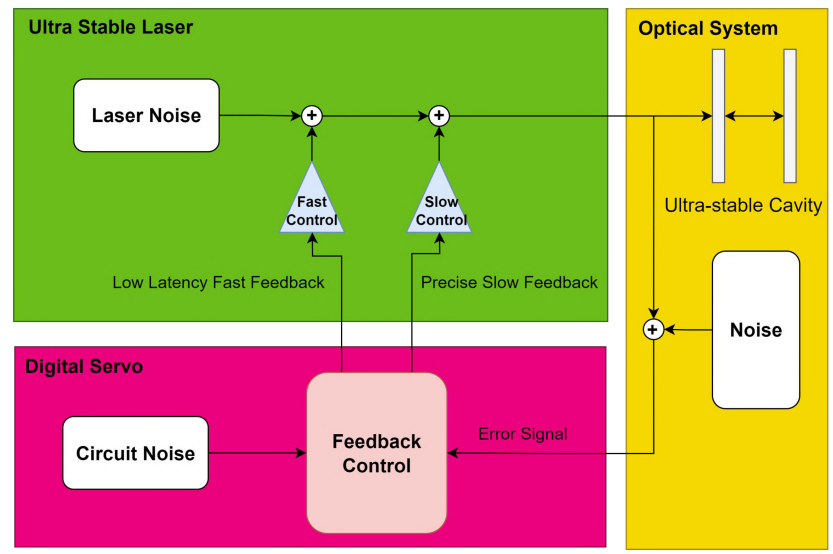 Ultra Stable Laser
Optical System
Laser Noise
+
+
Fast
Control
Slow
Control
Ultra-stable Cavity
Low Latency Fast Feedback
Precise Slow Feedback
+
Noise
Digital Servo
Circuit Noise
Feedback
Control
Error Signal